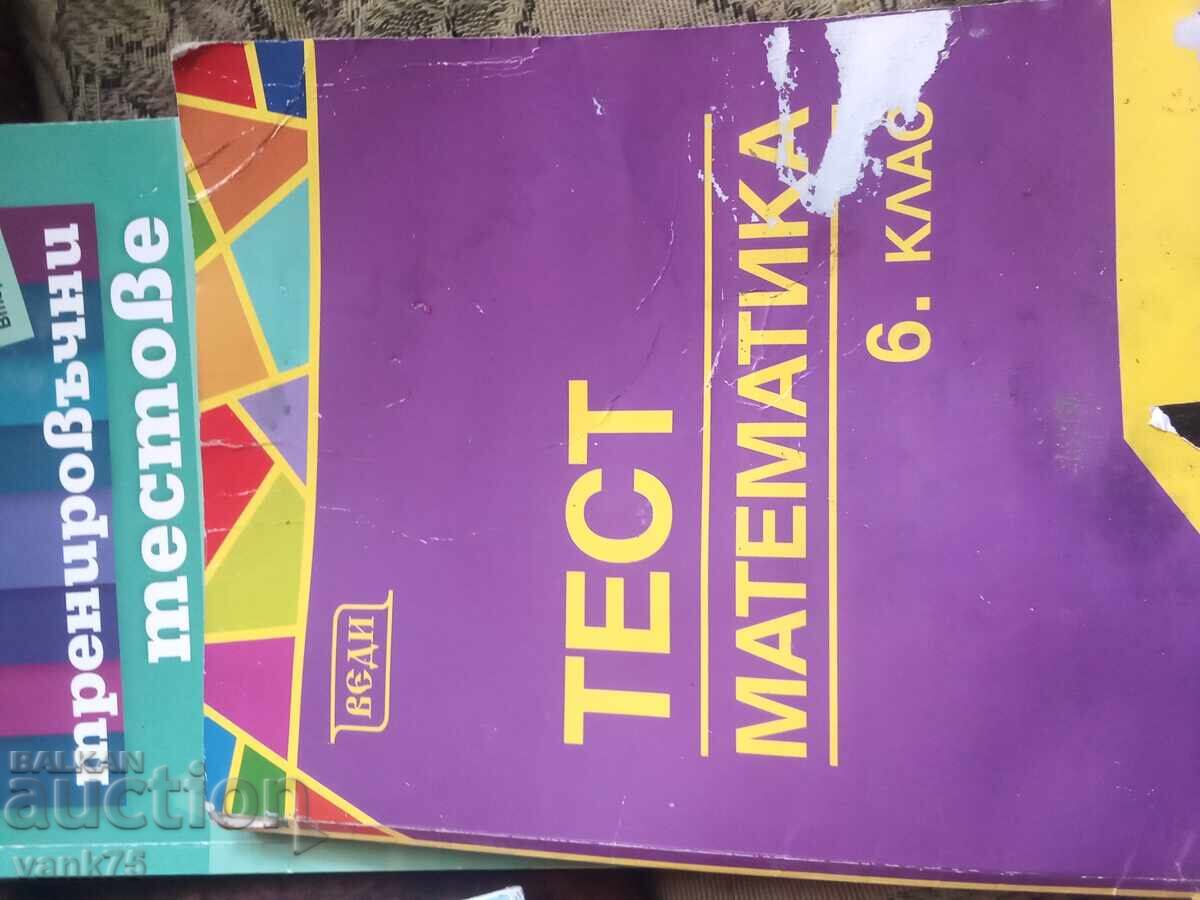 тренировъчни
тестове
ВЕДИ
ТЕСТ
МАТЕМАТИКА
6. КЛАС
BALKAN
auction
vank75